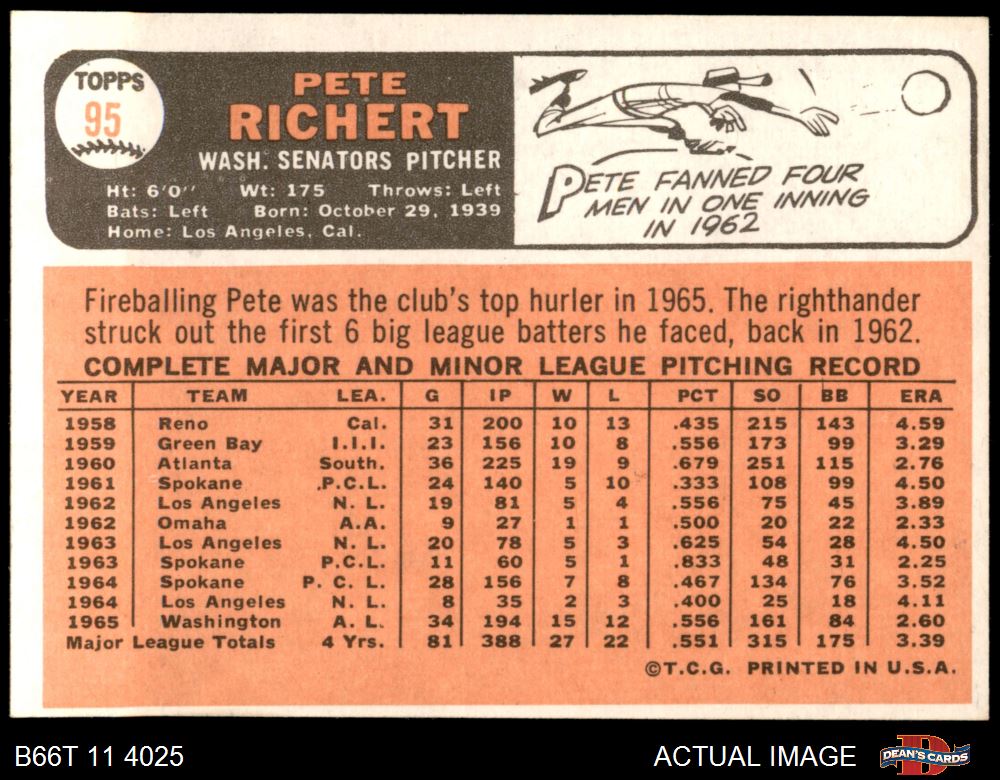 TOPPS
95
PETE
RICHERT
WASH. SENATORS PITCHER
Ht: 6'0'' Wt: 175 Throws: Left
Bats: Left Born: October 29, 1939
Home: Los Angeles, Cal.
PETE FANNED FOUR
MEN IN ONE INNING
IN 1962
Fireballing Pete was the club's top hurler in 1965. The righthander
struck out the first 6 big league batters he faced, back in 1962.
COMPLETE MAJOR AND MINOR LEAGUE PITCHING RECORD
YEAR TEAM LEA. G IP W L PCT SO BB ERA
1958 Reno Cal. 31 200 10 13 .435 215 143 4.59
1959 Green Bay I.I.I. 23 156 10 8 .556 173 99 3.29
1960 Atlanta South. 36 225 19 9 .679 251 115 2.76
1961 Spokane P.C.L. 24 140 5 10 .333 108 99 4.50
1962 Los Angeles N. L. 19 81 5 4 .556 75 45 3.89
1962 Omaha A.A. 9 27 1 1 .500 20 22 2.33
1963 Los Angeles N. L. 20 78 5 3 .625 54 28 4.50
1963 Spokane P.C.L. 11 60 5 1 .833 48 31 2.25
1964 Spokane P. C. L. 28 156 7 8 .467 134 76 3.52
1964 Los Angeles N. L. 8 35 2 3 .400 25 18 4.11
1965 Washington A. L. 34 194 15 12 .556 161 84 2.60
Major League Totals 4 Yrs. 81 388 27 22 .551 315 175 3.39
©T.C.G. PRINTED IN U.S.A.
B66T 11 4025
ACTUAL IMAGE
DEAN'S CARDS